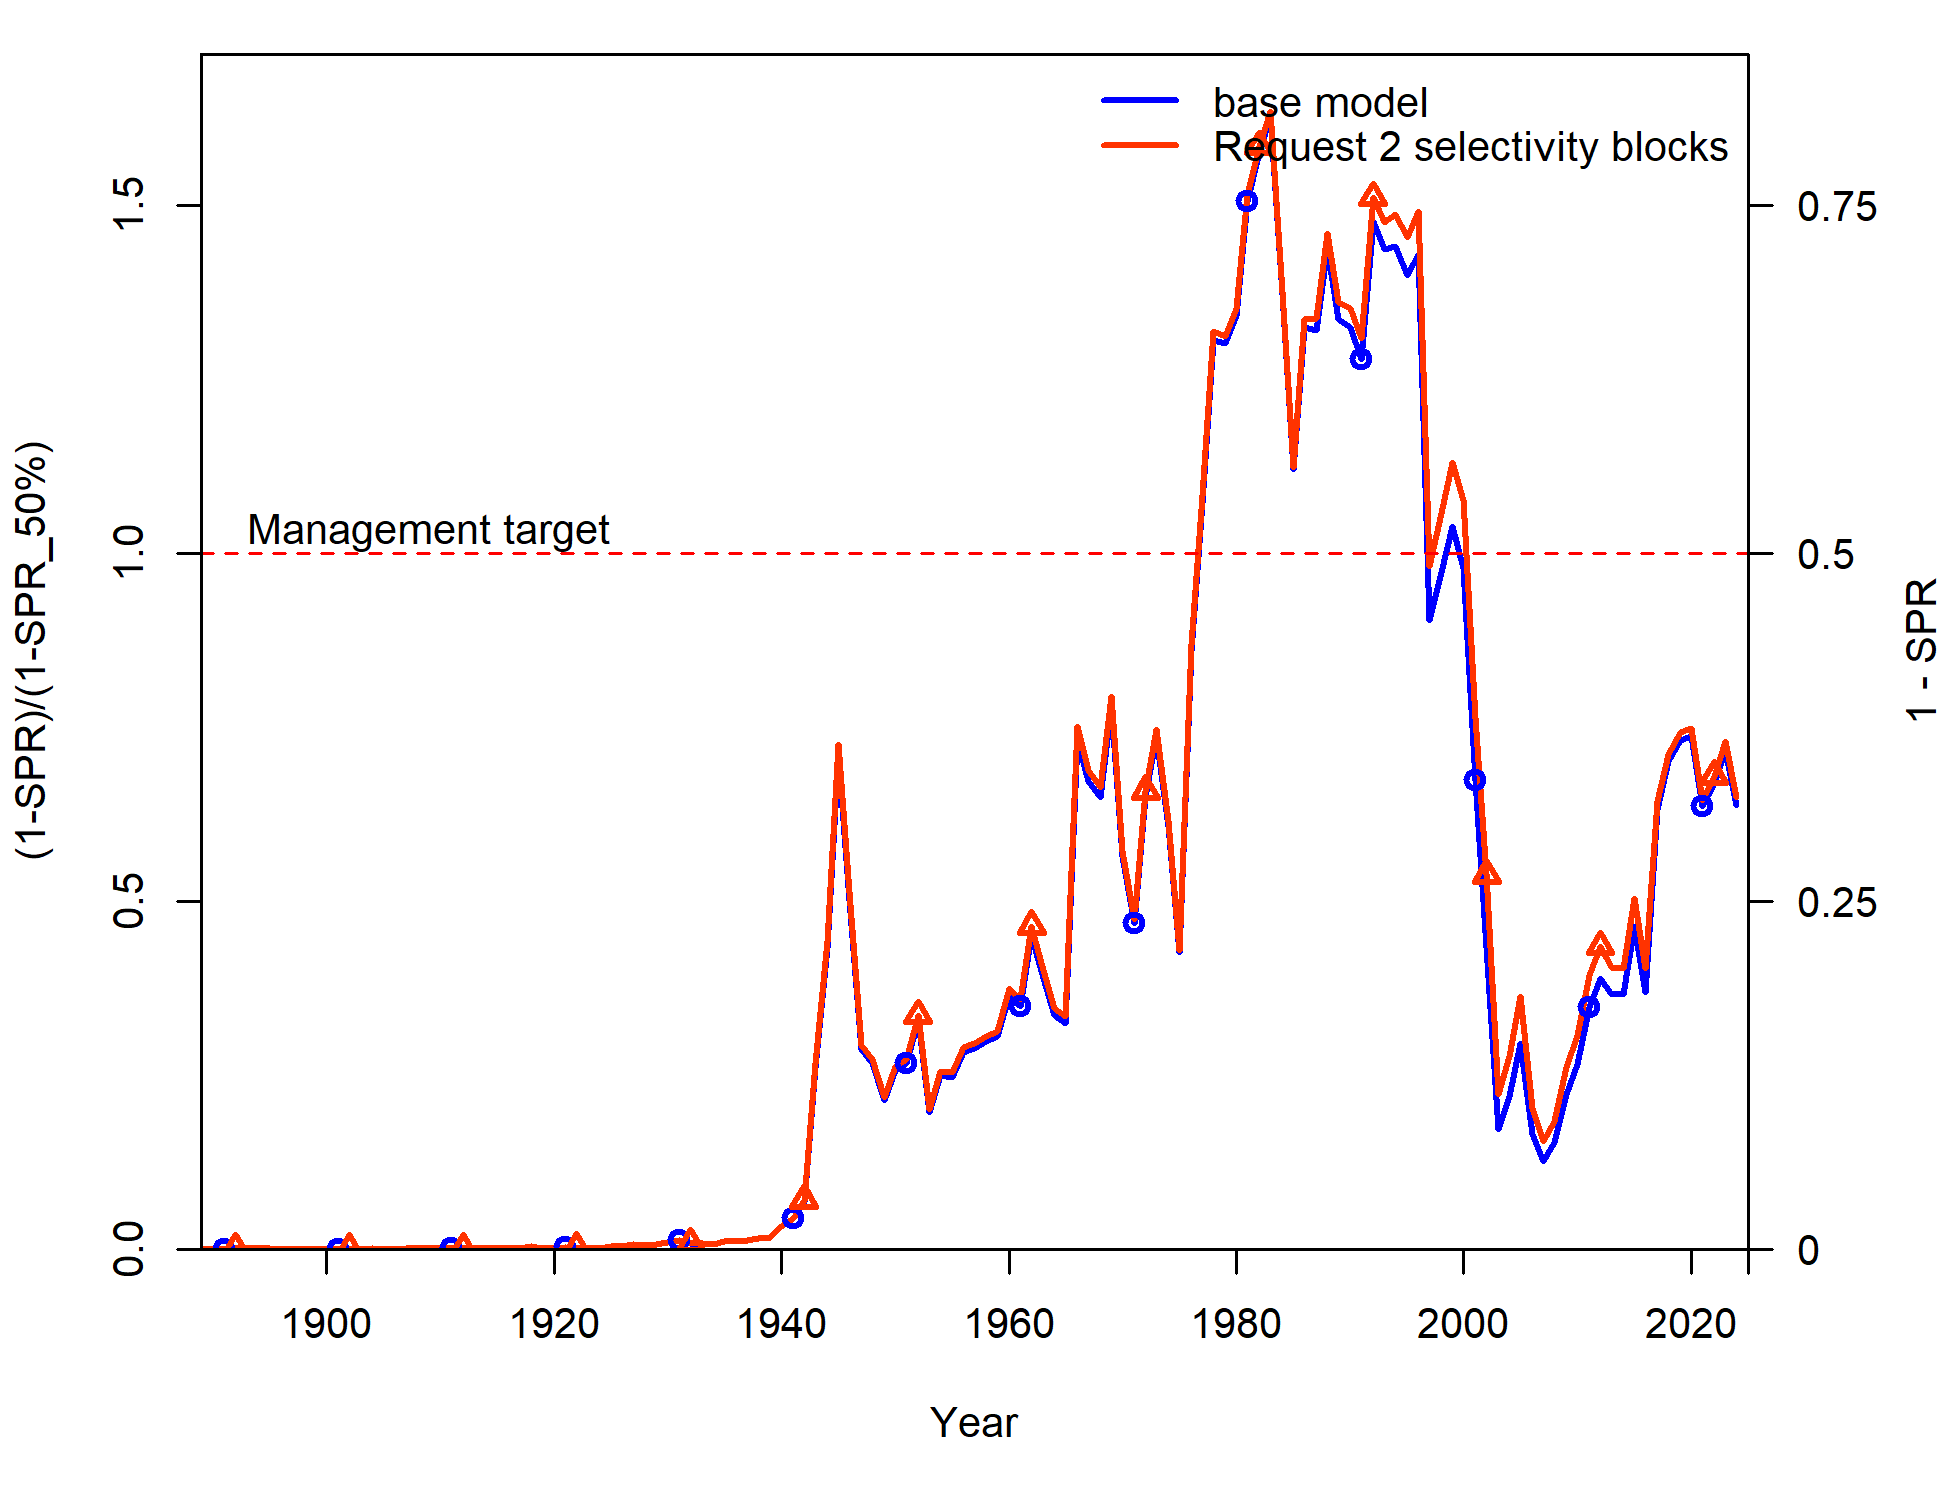 base model
Request 2 selectivity blocks
Management target
(1-SPR)/(1-SPR_50%)
0.0
0.5
1.0
1.5
1 - SPR
0
0.25
0.5
0.75
1900
1920
1940
1960
1980
2000
2020
Year